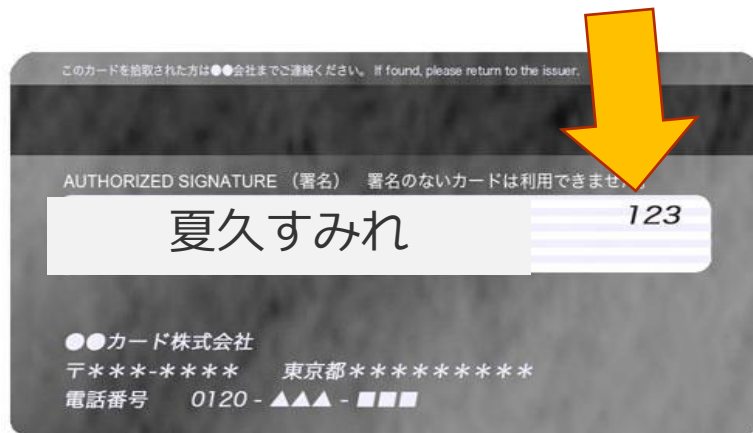 このカードを拾取された方は●●会社までご連絡ください。 If found, please return to the issuer.
AUTHORIZED SIGNATURE (署名) 署名のないカードは利用できません
123
夏久すみれ
●●カード株式会社
〒***-**** 東京都*********
電話番号 0120 - ▲▲▲ - ■■■